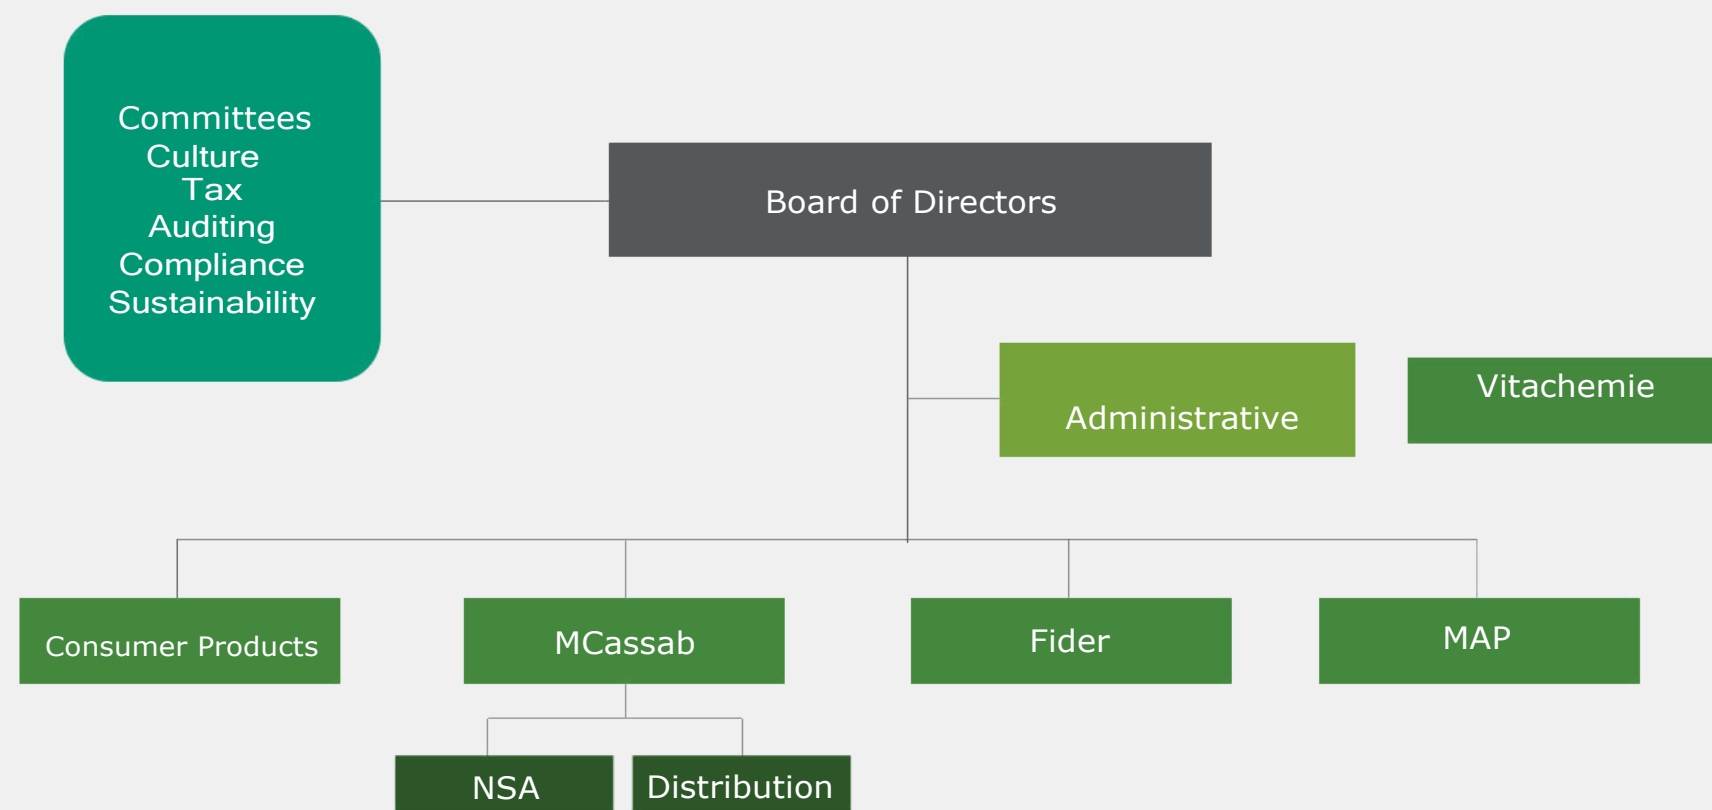 Committees
Culture
Tax
Auditing
Compliance
Sustainability
Board of Directors
Administrative
Vitachemie
Consumer Products
MCassab
Fider
MAP
NSA
Distribution